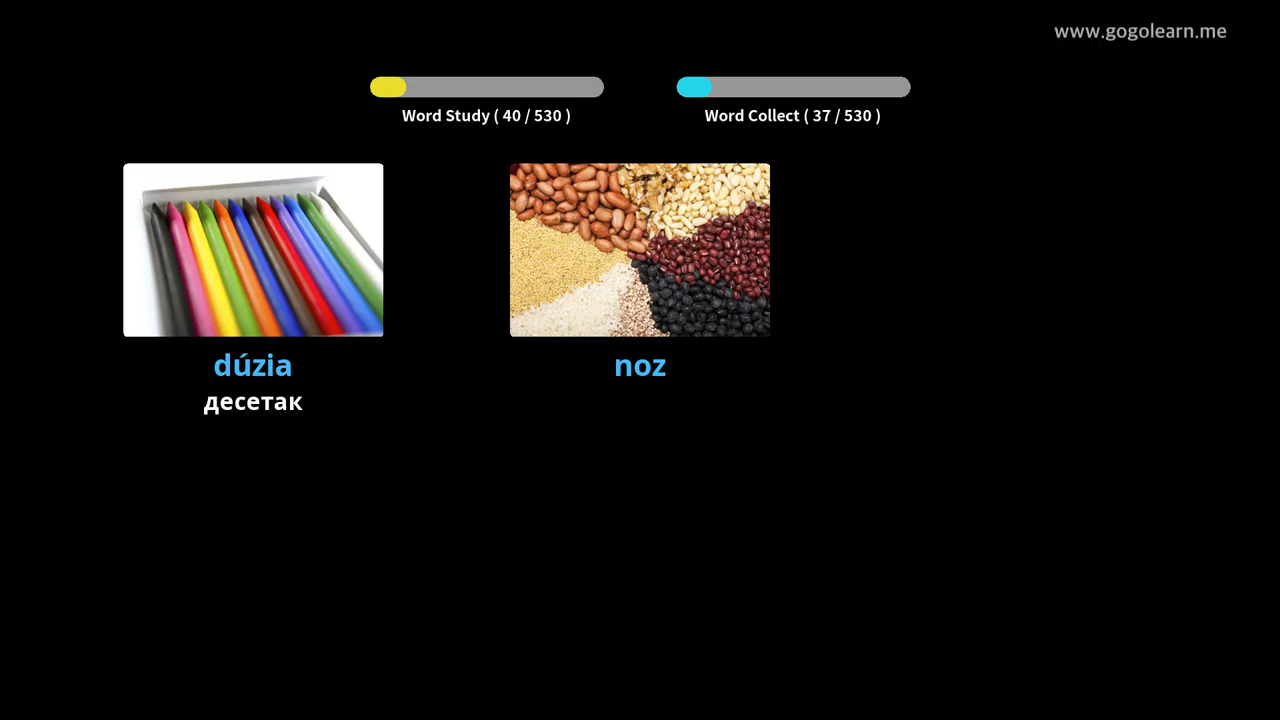 www.gogolearn.me
Word Study ( 40 / 530 )
Word Collect ( 37 / 530 )
dúzia
noz
десетак